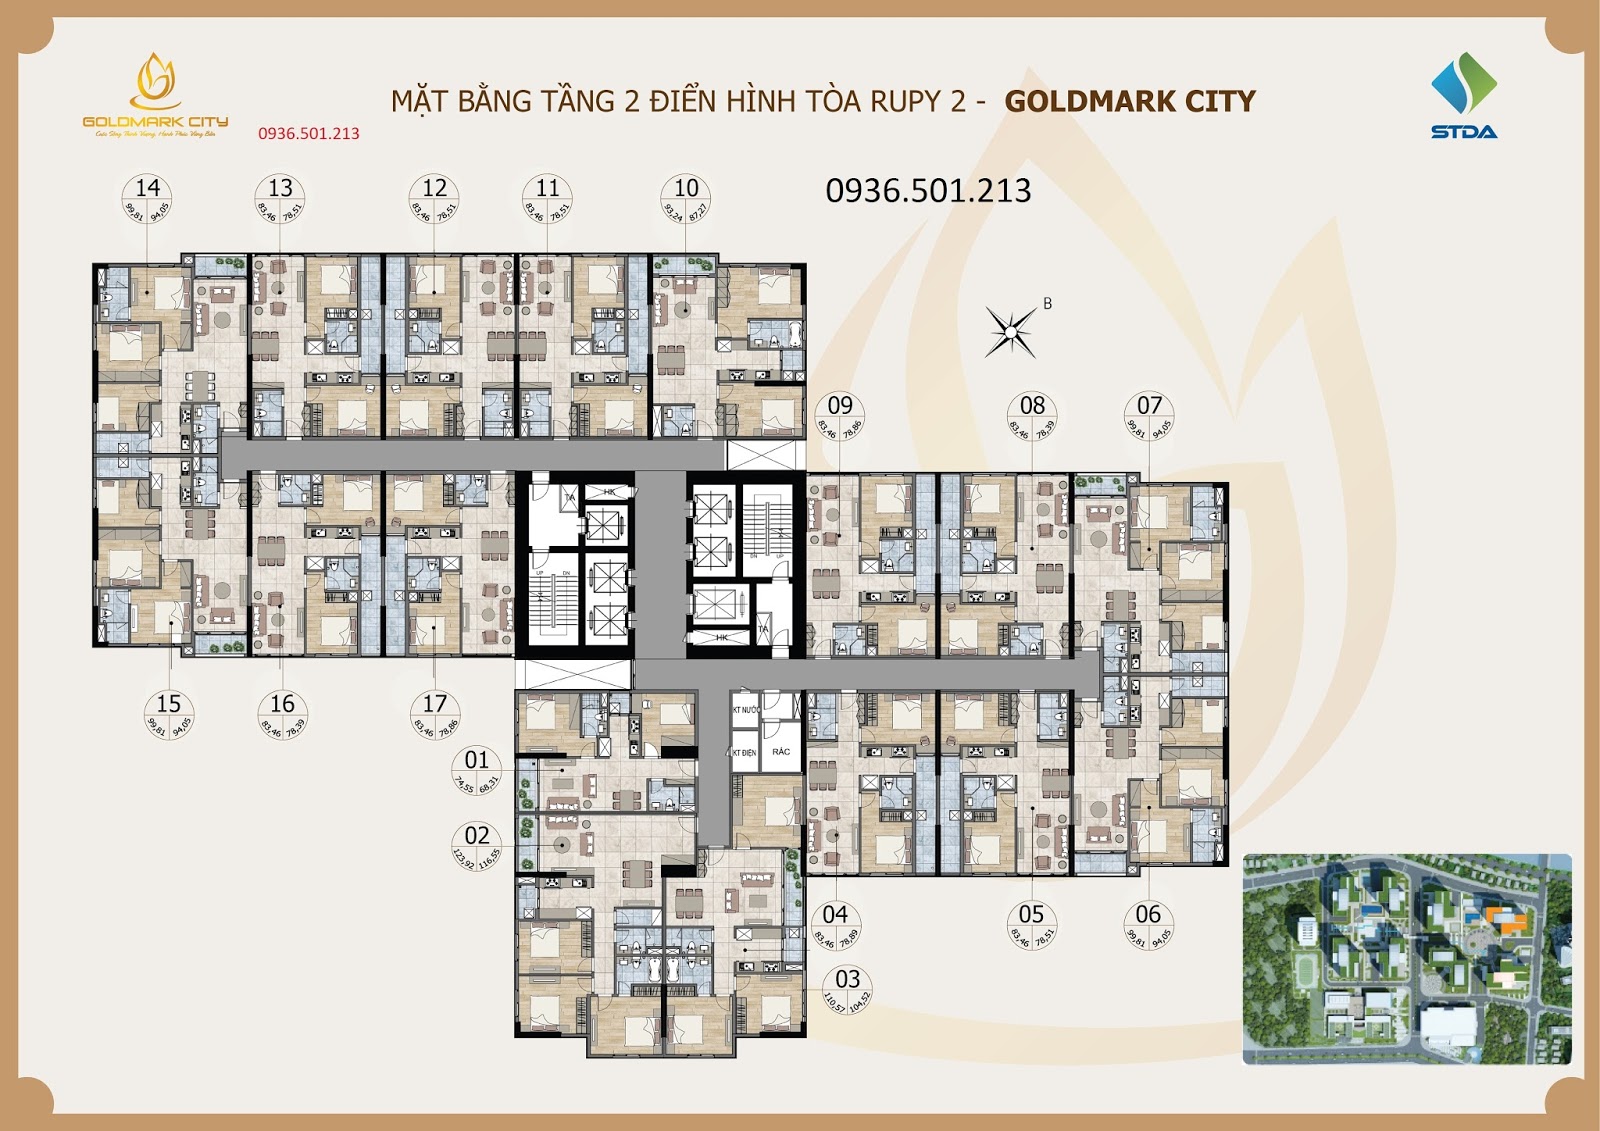 GOLDMARK CITY
Cuộc Sống Thịnh Vượng, Hạnh Phúc Vững Bền
0936.501.213
MẶT BẰNG TẦNG 2 ĐIỂN HÌNH TÒA RUPY 2 - GOLDMARK CITY
STDA
0936.501.213
14
99,81 94,05
13
83,46 78,51
12
83,46 78,51
11
83,46 78,51
10
93,24 87,27
B
09
83,46 78,86
08
83,46 78,39
07
99,81 94,05
TA
HK
UP DN
DN UP
TA
HK
15
99,81 94,05
16
83,46 78,39
17
83,46 78,86
KT NƯỚC
KT ĐIỆN
RÁC
01
74,55 68,31
02
123,92 116,55
03
110,57 104,52
04
83,46 78,89
05
83,46 78,51
06
99,81 94,05